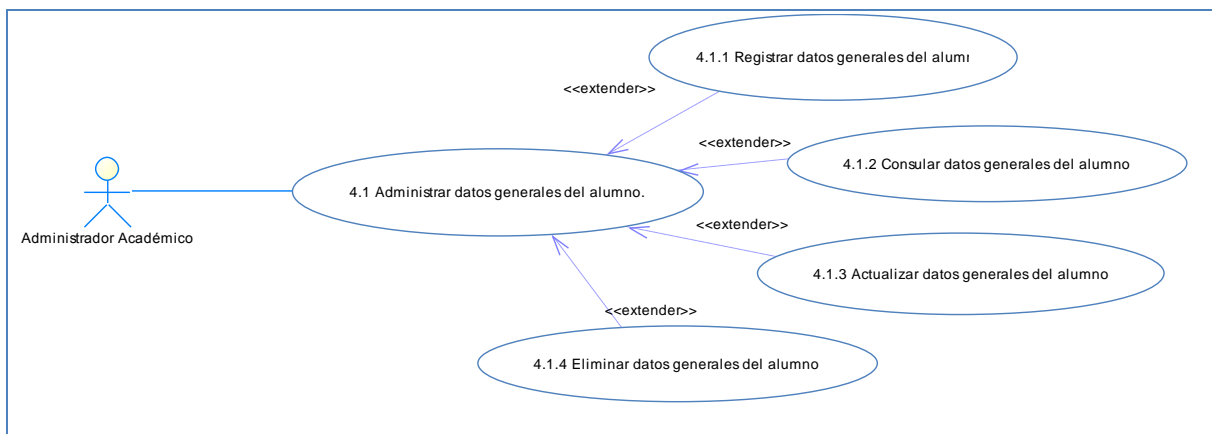 4.1.1 Registrar datos generales del alumn
<<extender>>
<<extender>>
4.1.2 Consular datos generales del alumno
4.1 Administrar datos generales del alumno.
<<extender>>
Administrador Académico
4.1.3 Actualizar datos generales del alumno
<<extender>>
4.1.4 Eliminar datos generales del alumno